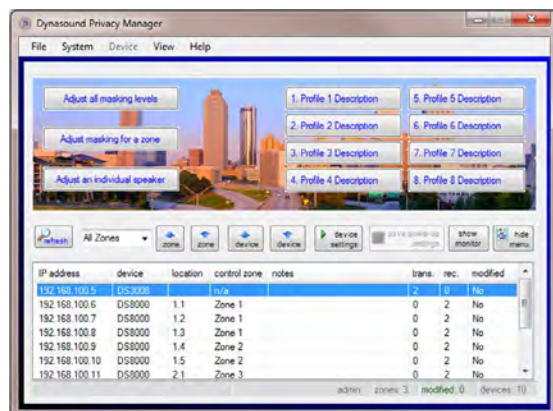 Dynasound Privacy Manager
File System Device View Help
Adjust all masking levels
Adjust masking for a zone
Adjust an individual speaker
1. Profile 1 Description
2. Profile 2 Description
3. Profile 3 Description
4. Profile 4 Description
5. Profile 5 Description
6. Profile 6 Description
7. Profile 7 Description
8. Profile 8 Description
refresh All Zones zone zone device device device settings save power-up settings show monitor hide menu
IP address device location control zone notes trans. rec. modified
192.168.100.5 DS3008 n/a 2 0 No
192.168.100.6 DS8000 1.1 Zone 1 0 2 No
192.168.100.7 DS8000 1.2 Zone 1 0 2 No
192.168.100.8 DS8000 1.3 Zone 1 0 2 No
192.168.100.9 DS8000 1.4 Zone 2 0 2 No
192.168.100.10 DS8000 1.5 Zone 2 0 2 No
192.168.100.11 DS8000 2.1 Zone 3 0 2 No
admin zones: 3 modified: 0 devices: 10